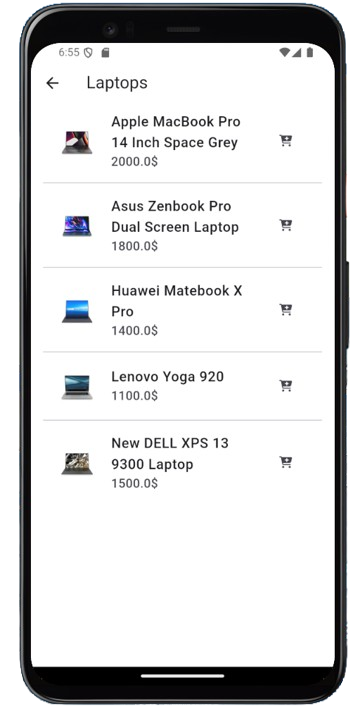 6:55
Laptops
Apple MacBook Pro
14 Inch Space Grey
2000.0$
Asus Zenbook Pro
Dual Screen Laptop
1800.0$
Huawei Matebook X
Pro
1400.0$
Lenovo Yoga 920
1100.0$
New DELL XPS 13
9300 Laptop
1500.0$